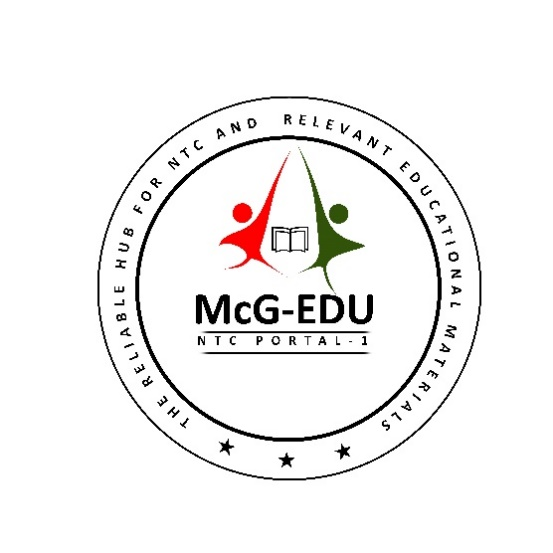 THE RELIABLE HUB FOR NTC AND RELEVANT EDUCATIONAL MATERIALS
McG-EDU
NTC PORTAL-1